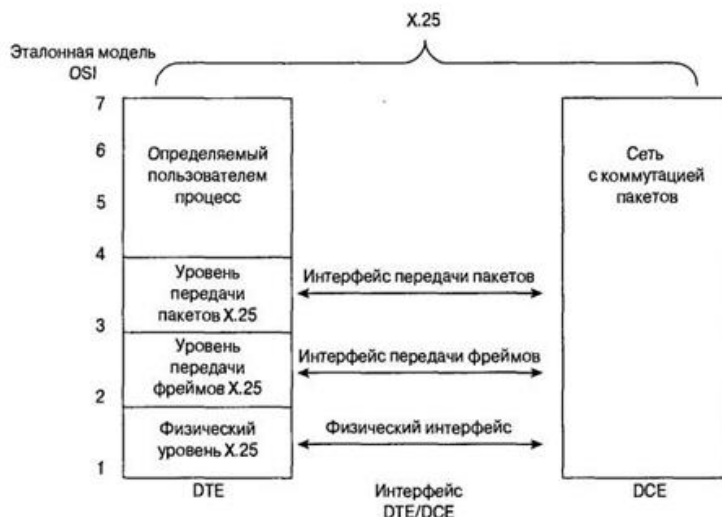 X.25
Эталонная модель
OSI
7
6
5
4
3
2
1
Определяемый
пользователем
процесс
Уровень
передачи
пакетов X.25
Уровень
передачи
фреймов X.25
Физический
уровень X.25
DTE
Интерфейс передачи пакетов
Интерфейс передачи фреймов
Физический интерфейс
Интерфейс
DTE/DCE
Сеть
с коммутацией
пакетов
DCE